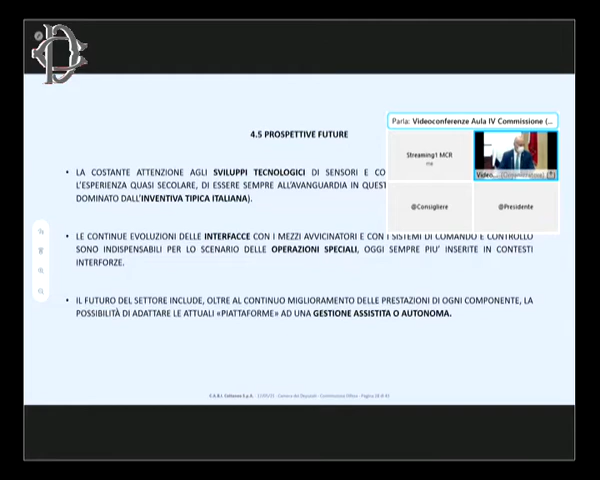 Parla: Videoconferenze Aula IV Commissione (...
4.5 PROSPETTIVE FUTURE
Streaming1 MCR
me
Video...
@Consigliere
@Presidente
• LA COSTANTE ATTENZIONE AGLI SVILUPPI TECNOLOGICI DI SENSORI E CO
L'ESPERIENZA QUASI SECOLARE, DI ESSERE SEMPRE ALL'AVANGUARDIA IN QUEST
DOMINATO DALL'INVENTIVA TIPICA ITALIANA).
• LE CONTINUE EVOLUZIONI DELLE INTERFACCE CON I MEZZI AVVICINATORI E CON I SISTEMI DI COMANDO E CONTROLLO
SONO INDISPENSABILI PER LO SCENARIO DELLE OPERAZIONI SPECIALI, OGGI SEMPRE PIU' INSERITE IN CONTESTI
INTERFORZE.
• IL FUTURO DEL SETTORE INCLUDE, OLTRE AL CONTINUO MIGLIORAMENTO DELLE PRESTAZIONI DI OGNI COMPONENTE, LA
POSSIBILITÀ DI ADATTARE LE ATTUALI «PIATTAFORME» AD UNA GESTIONE ASSISTITA O AUTONOMA.